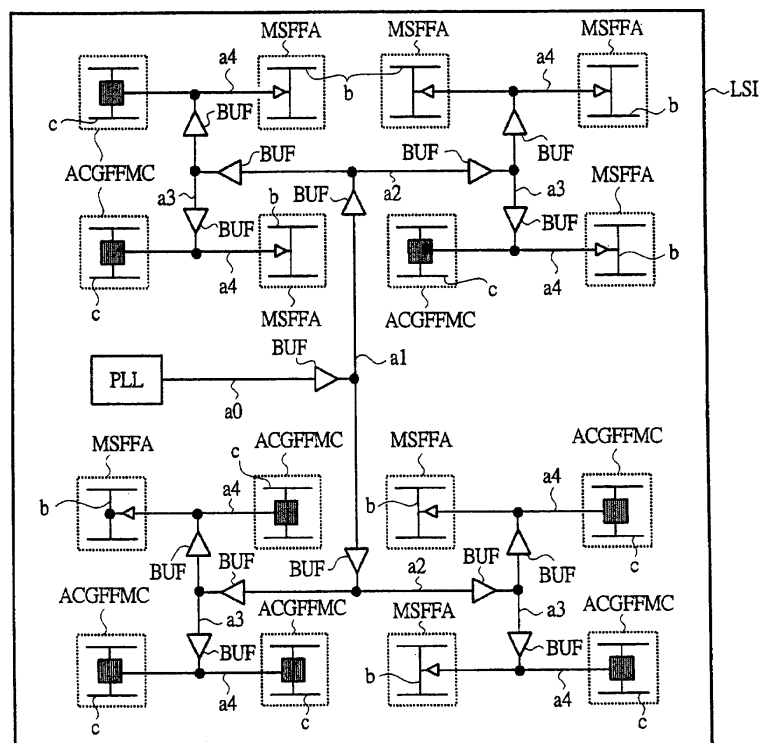 MSFFA MSFFA MSFFA
a4 a4
b b LSI
c BUF BUF
ACGFFMC BUF BUF
a3 BUF a2 a3 MSFFA
BUF b BUF
a4 a4 b
c c
MSFFA ACGFFMC
BUF
PLL a1
a0
MSFFA ACGFFMC MSFFA ACGFFMC
c
b a4 b a4
c
BUF BUF BUF a2 BUF BUF
ACGFFMC a3 ACGFFMC MSFFA a3 ACGFFMC
BUF BUF
b
c a4 c a4 c